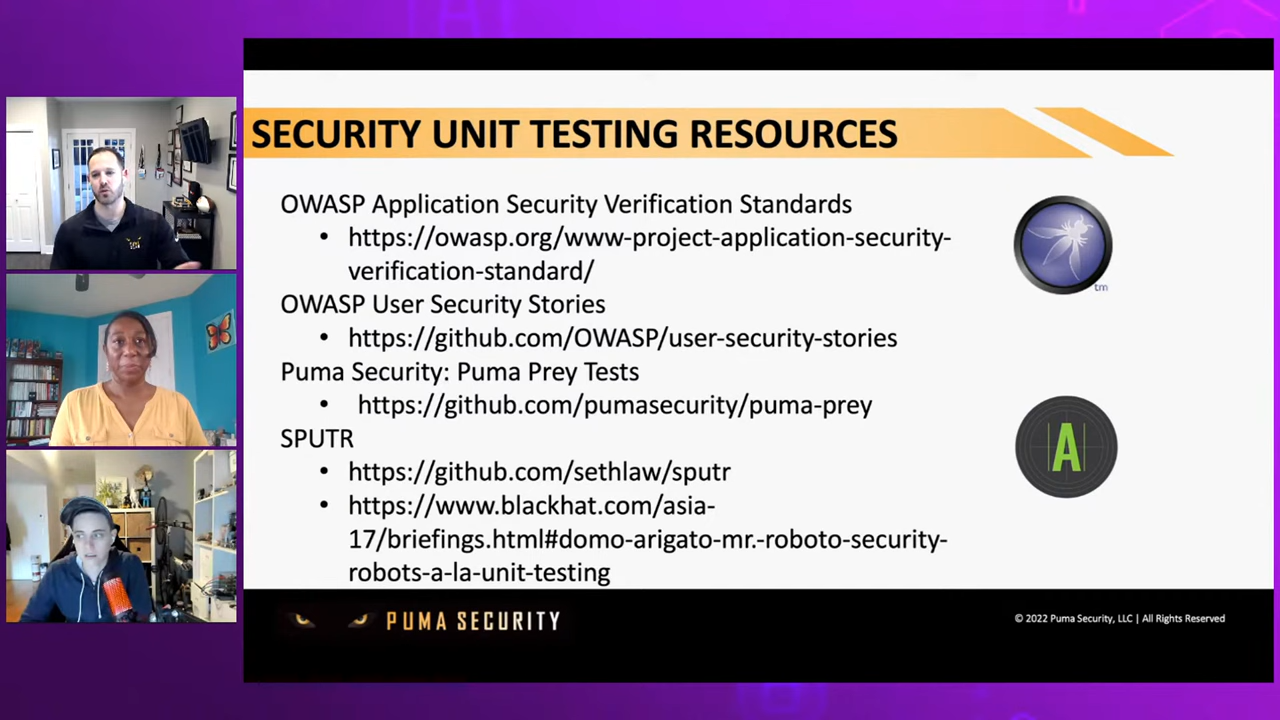 SECURITY UNIT TESTING RESOURCES
OWASP Application Security Verification Standards
• https://owasp.org/www-project-application-security-
verification-standard/
OWASP User Security Stories
• https://github.com/OWASP/user-security-stories
Puma Security: Puma Prey Tests
• https://github.com/pumasecurity/puma-prey
SPUTR
• https://github.com/sethlaw/sputr
• https://www.blackhat.com/asia-
17/briefings.html#domo-arigato-mr.-roboto-security-
robots-a-la-unit-testing
tm
A
PUMA SECURITY
© 2022 Puma Security, LLC | All Rights Reserved